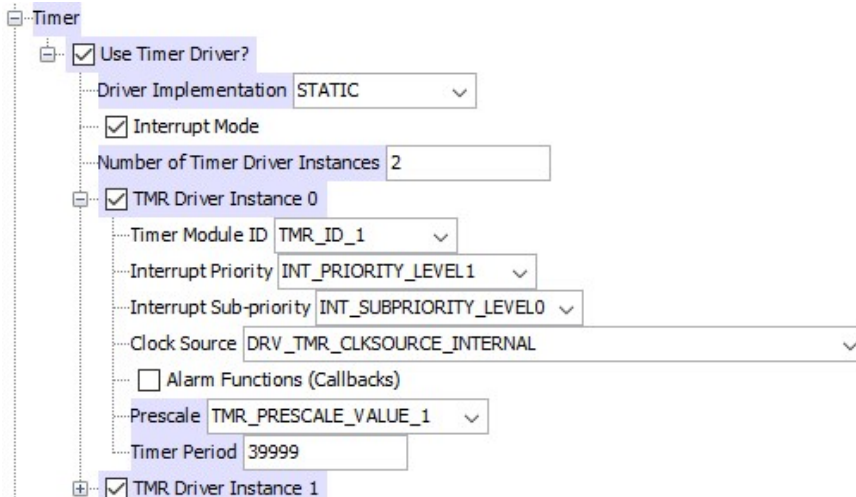 Timer
Use Timer Driver?
Driver Implementation STATIC
Interrupt Mode
Number of Timer Driver Instances 2
TMR Driver Instance 0
Timer Module ID TMR_ID_1
Interrupt Priority INT_PRIORITY_LEVEL1
Interrupt Sub-priority INT_SUBPRIORITY_LEVEL0
Clock Source DRV_TMR_CLKSOURCE_INTERNAL
Alarm Functions (Callbacks)
Prescale TMR_PRESCALE_VALUE_1
Timer Period 39999
TMR Driver Instance 1